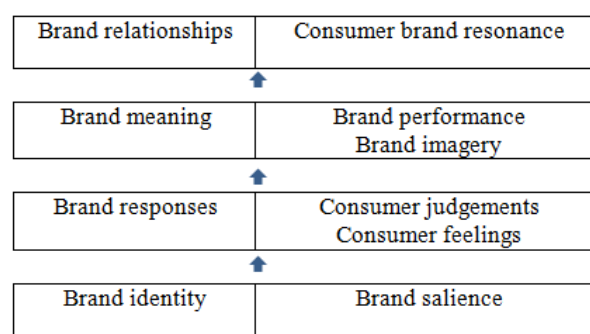 Brand relationships
Consumer brand resonance
Brand meaning
Brand performance
Brand imagery
Brand responses
Consumer judgements
Consumer feelings
Brand identity
Brand salience